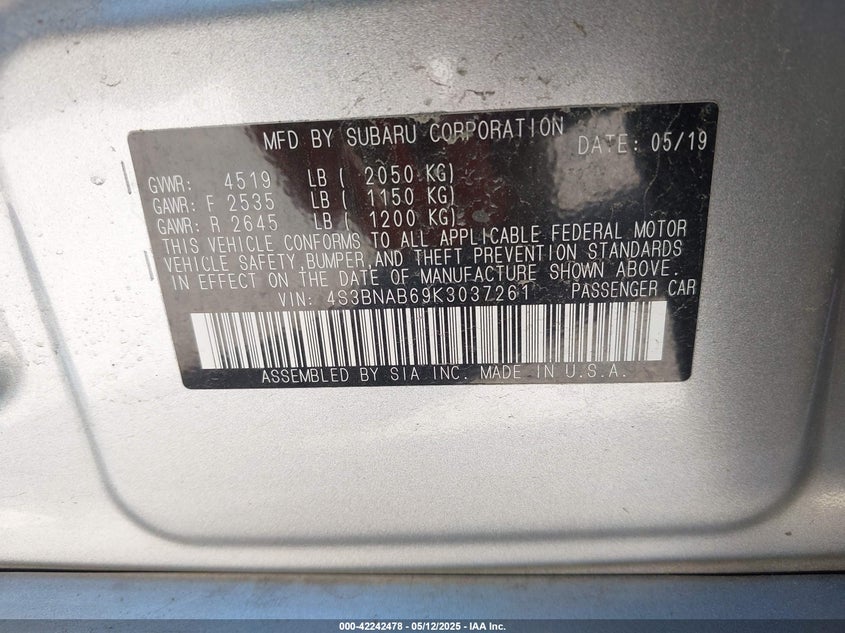 MFD BY SUBARU CORPORATION DATE: 05/19
GVWR: 4519 LB ( 2050 KG)
GAWR: F 2535 LB ( 1150 KG)
GAWR: R 2645 LB ( 1200 KG)
THIS VEHICLE CONFORMS TO ALL APPLICABLE FEDERAL MOTOR
VEHICLE SAFETY,BUMPER,AND THEFT PREVENTION STANDARDS
IN EFFECT ON THE DATE OF MANUFACTURE SHOWN ABOVE.
VIN: 4S3BNAB69K3037261 PASSENGER CAR
ASSEMBLED BY SIA INC. MADE IN U.S.A.
000-42242478 - 05/12/2025 - IAA Inc.